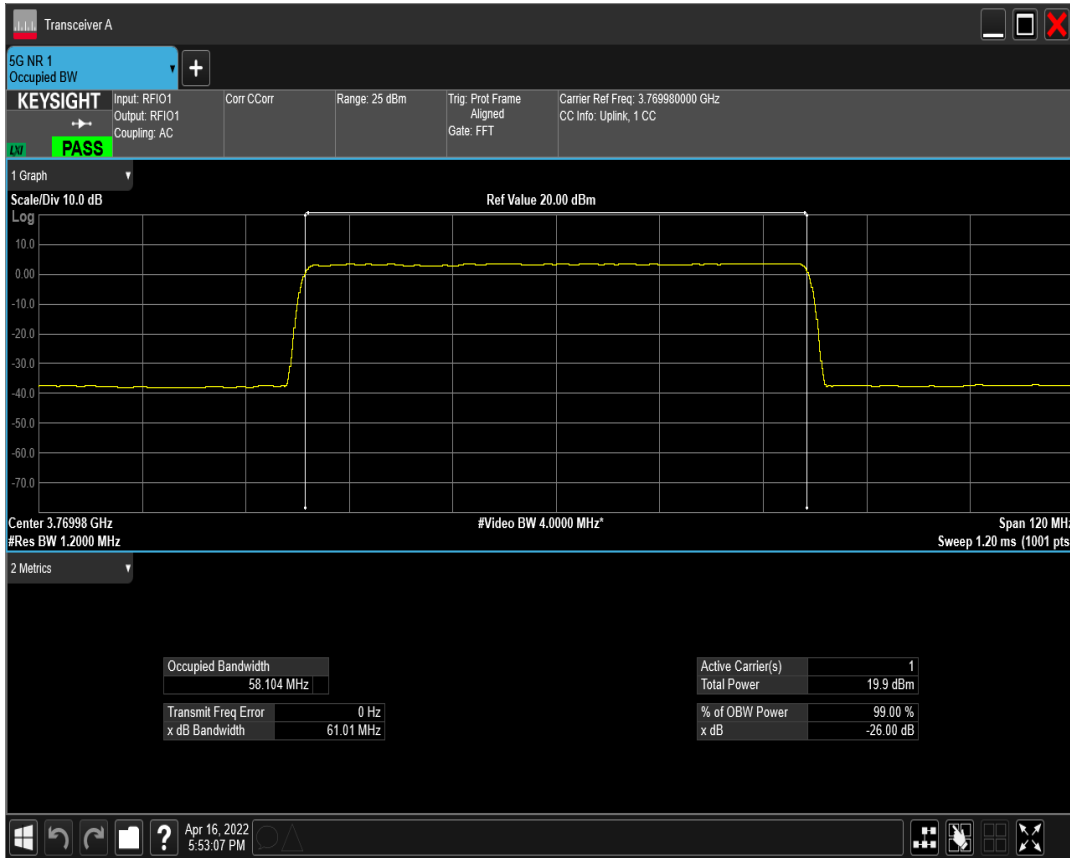 Transceiver A
5G NR 1
Occupied BW
+
KEYSIGHT
Input: RFIO1
Output: RFIO1
Coupling: AC
Corr CCorr
Range: 25 dBm
Trig: Prot Frame
Aligned
Gate: FFT
Carrier Ref Freq: 3.769980000 GHz
CC Info: Uplink, 1 CC
LXI
PASS
1 Graph
Scale/Div 10.0 dB
Ref Value 20.00 dBm
Log
10.0
0.00
-10.0
-20.0
-30.0
-40.0
-50.0
-60.0
-70.0
Center 3.76998 GHz
#Video BW 4.0000 MHz*
Span 120 MHz
#Res BW 1.2000 MHz
Sweep 1.20 ms (1001 pts
2 Metrics
Occupied Bandwidth
58.104 MHz
Transmit Freq Error 0 Hz
x dB Bandwidth 61.01 MHz
Active Carrier(s) 1
Total Power 19.9 dBm
% of OBW Power 99.00 %
x dB -26.00 dB
?
Apr 16, 2022
5:53:07 PM